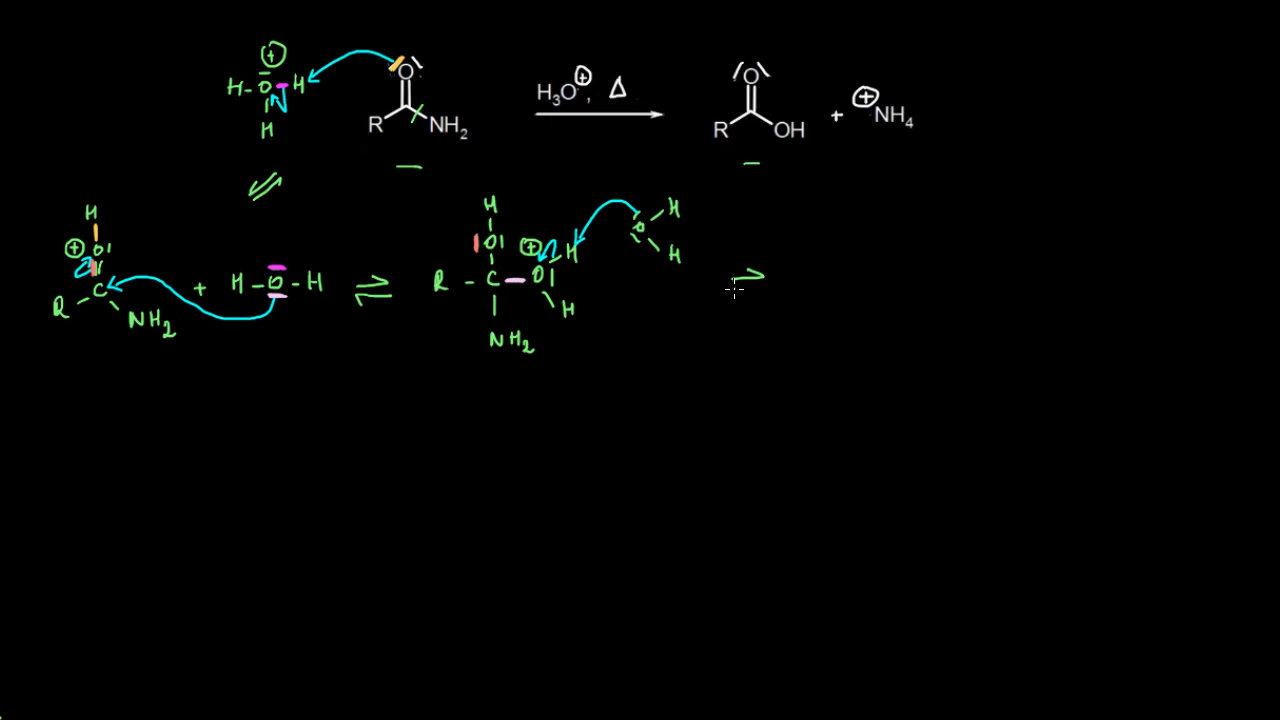 H-O-H ⊕
H
O
R NH₂
H₃O⊕, Δ
O
R OH + ⊕NH₄
H
⊕ O
C
R NH₂
+ H-O-H ⇌
H
O ⊕ H
R - C - O
H
NH₂
H
O
H
⇀